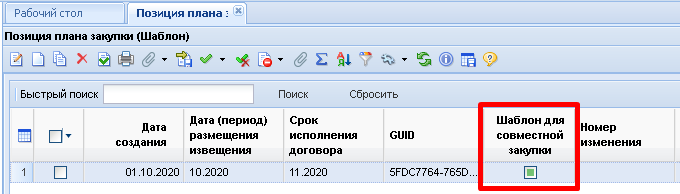 Рабочий стол
Позиция плана з
Позиция плана закупки (Шаблон)
Быстрый поиск
Поиск
Сбросить
Дата создания
Дата (период) размещения извещения
Срок исполнения договора
GUID
Шаблон для совместной закупки
Номер изменения
1
01.10.2020
10.2020
11.2020
5FDC7764-765D...